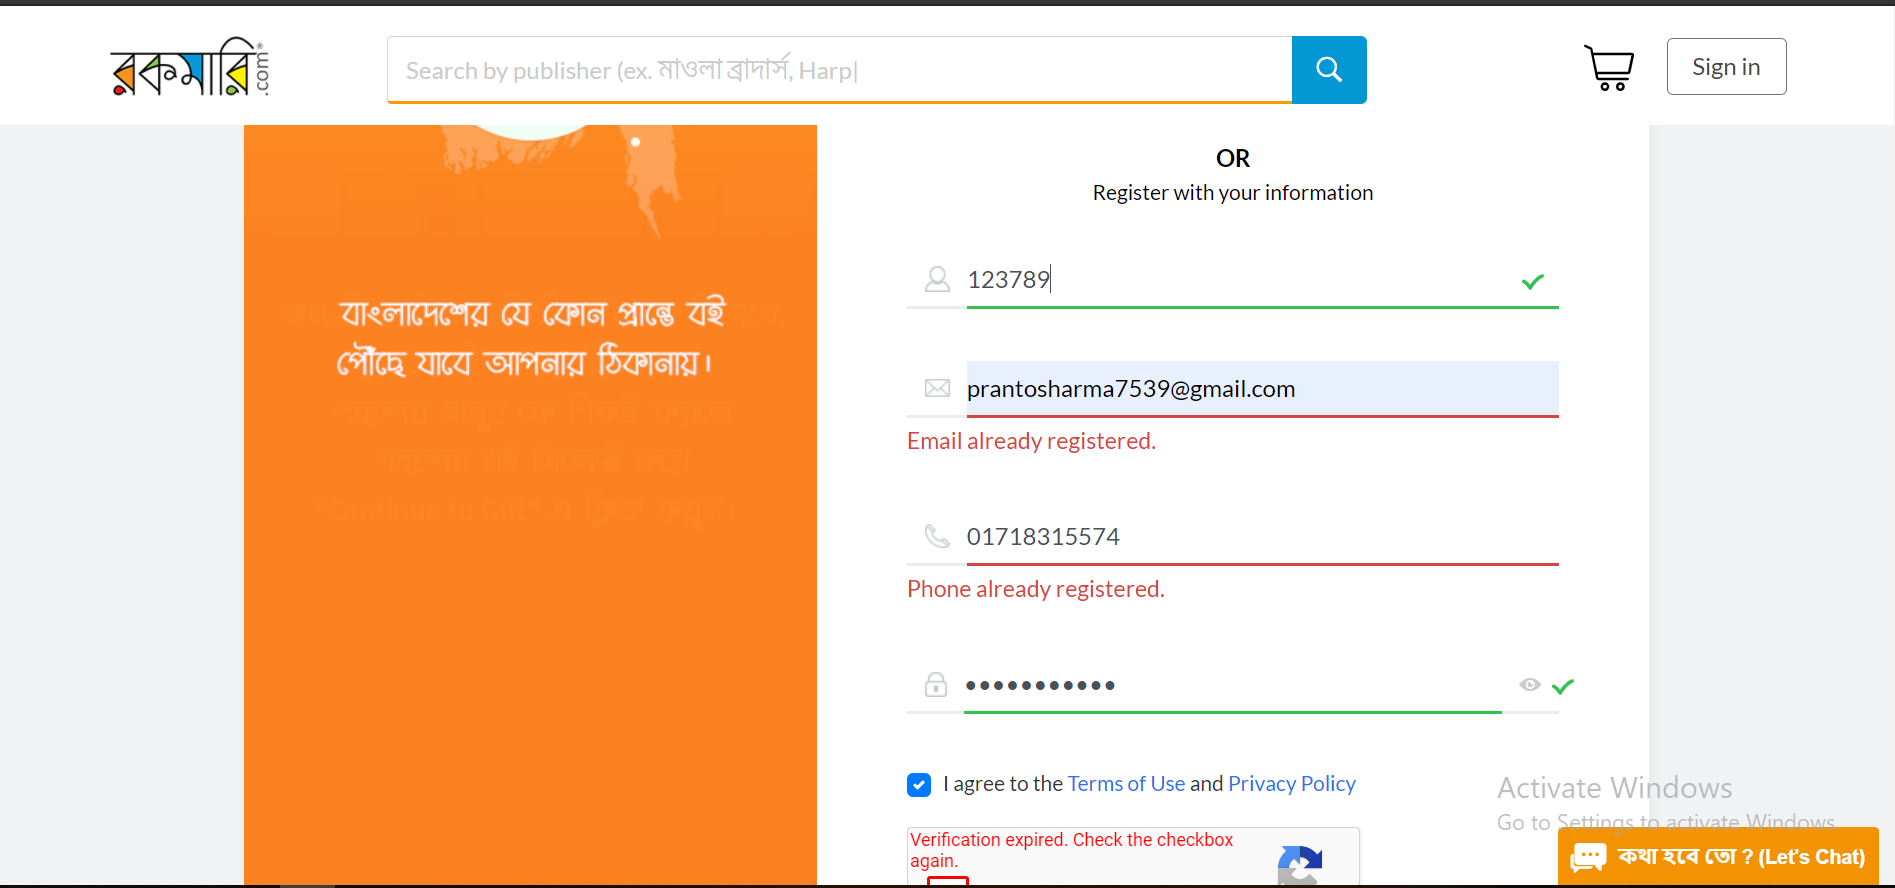 রকমারি.com
Search by publisher (ex. মাওলা ব্রাদার্স, Harp|
Sign in
OR
Register with your information
123789
বাংলাদেশের যে কোন প্রান্তে বই
পৌঁছে যাবে আপনার ঠিকানায়।
prantosharma7539@gmail.com
Email already registered.
01718315574
Phone already registered.
•••••••••••
I agree to the Terms of Use and Privacy Policy
Verification expired. Check the checkbox
again.
Activate Windows
Go to Settings to activate Windows.
কথা হবে তো ? (Let's Chat)